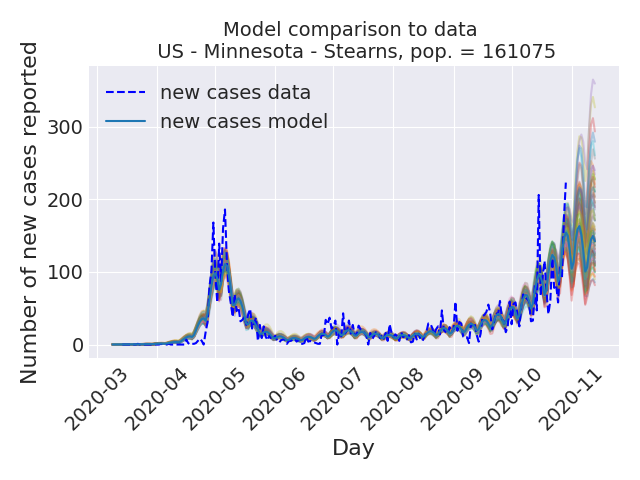 Model comparison to data
US - Minnesota - Stearns, pop. = 161075
Number of new cases reported
300
200
100
0
new cases data
new cases model
2020-03
2020-04
2020-05
2020-06
2020-07
2020-08
2020-09
2020-10
2020-11
Day